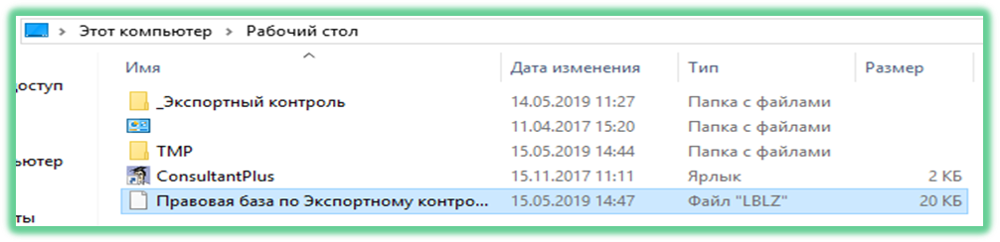 Этот компьютер > Рабочий стол
Имя Дата изменения Тип Размер
доступ
_Экспортный контроль 14.05.2019 11:27 Папка с файлами
11.04.2017 15:20 Папка с файлами
TMP 15.05.2019 14:44 Папка с файлами
ьютер
ConsultantPlus 15.11.2017 11:11 Ярлык 2 КБ
Правовая база по Экспортному контро... 15.05.2019 14:47 Файл "LBLZ" 20 КБ
ты